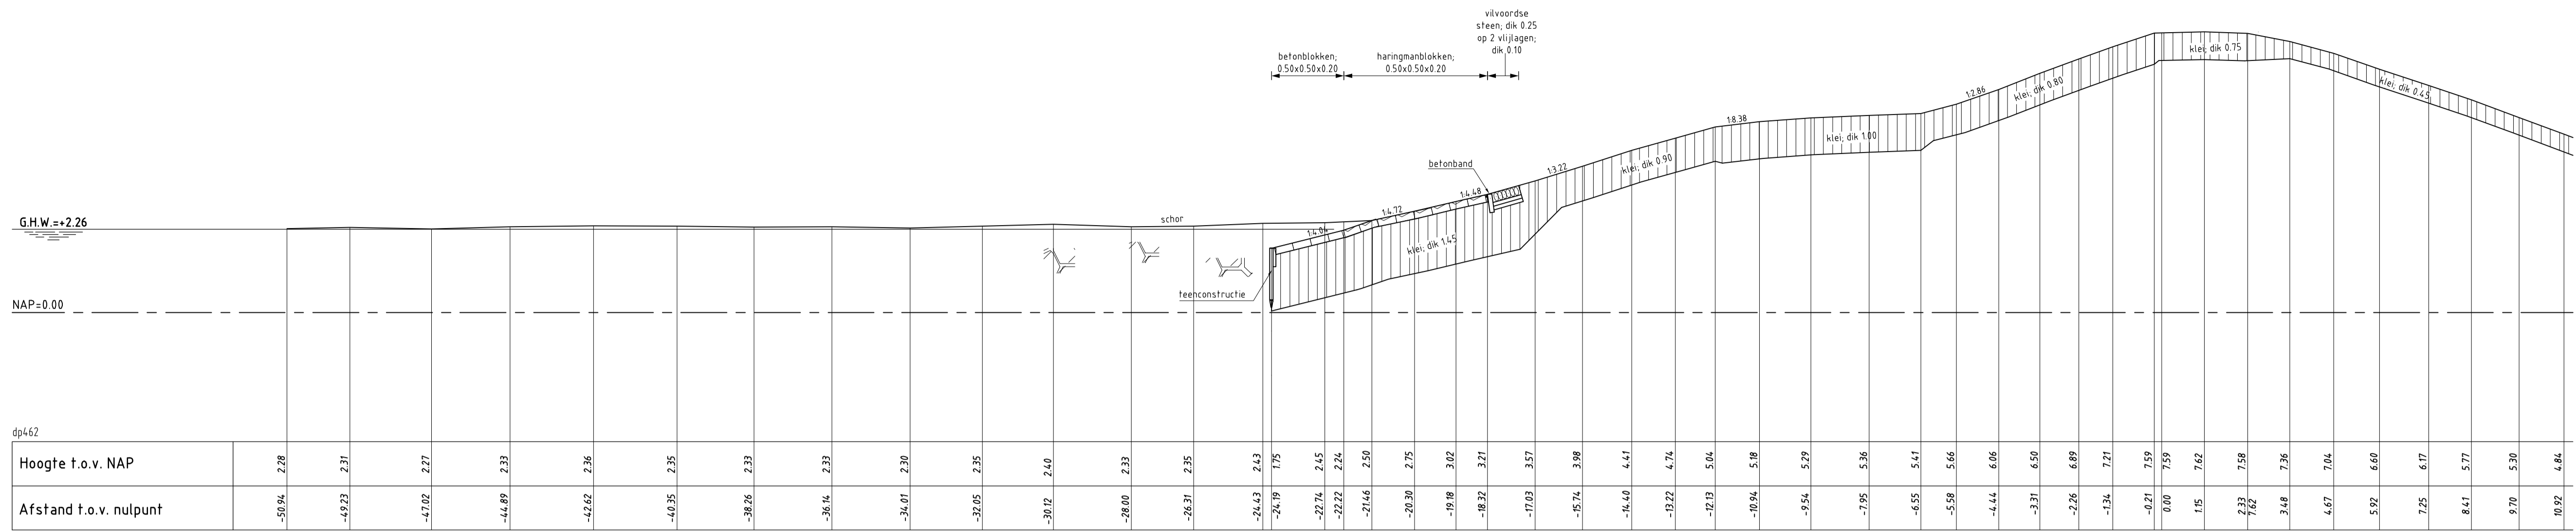 vilvoordse
steen; dik 0.25
op 2 vlijlagen;
dik 0.10
betonblokken;
0.50x0.50x0.20
haringmanblokken;
0.50x0.50x0.20
klei; dik 0.75
klei; dik 0.45
klei; dik 0.80
1:2.86
1:8.38
klei; dik 1.00
betonband
1:3.22
klei; dik 0.90
1:4.48
1:4.72
1:4.04
klei; dik 1.45
schor
G.H.W.=+2.26
teenconstructie
NAP=0.00
dp462
Hoogte t.o.v. NAP 2.28 2.31 2.27 2.33 2.36 2.35 2.33 2.33 2.30 2.35 2.40 2.33 2.35 2.43 1.75 2.45 2.24 2.50 2.75 3.02 3.21 3.57 3.98 4.41 4.74 5.04 5.18 5.29 5.36 5.41 5.66 6.06 6.50 6.89 7.21 7.59 7.59 7.62 7.58 7.36 7.04 6.60 6.17 5.77 5.30 4.84
Afstand t.o.v. nulpunt -50.94 -49.23 -47.02 -44.89 -42.62 -40.35 -38.26 -36.14 -34.01 -32.05 -30.12 -28.00 -26.31 -24.43 -24.19 -22.74 -22.22 -21.46 -20.30 -19.18 -18.32 -17.03 -15.74 -14.40 -13.22 -12.13 -10.94 -9.54 -7.95 -6.55 -5.58 -4.44 -3.31 -2.26 -1.34 -0.21 0.00 1.15 2.33 7.62 3.48 4.67 5.92 7.25 8.41 9.70 10.92